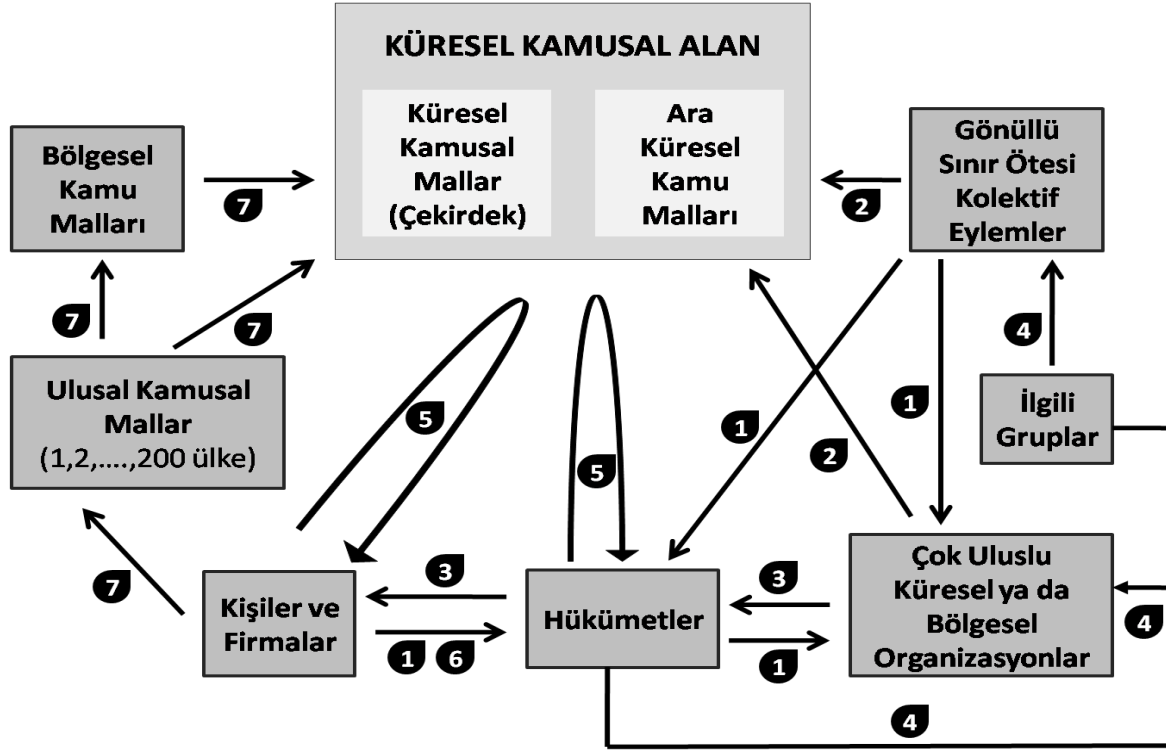 KÜRESEL KAMUSAL ALAN
Küresel
Kamusal
Mallar
(Çekirdek)
Ara
Küresel
Kamu
Malları
Bölgesel
Kamu
Malları
7
Gönüllü
Sınır Ötesi
Kolektif
Eylemler
2
7
7
4
Ulusal Kamusal
Mallar
(1,2,....,200 ülke)
5
5
1
2
1
İlgili
Gruplar
7
Kişiler ve
Firmalar
3
1
6
Hükümetler
3
1
Çok Uluslu
Küresel ya da
Bölgesel
Organizasyonlar
4
4